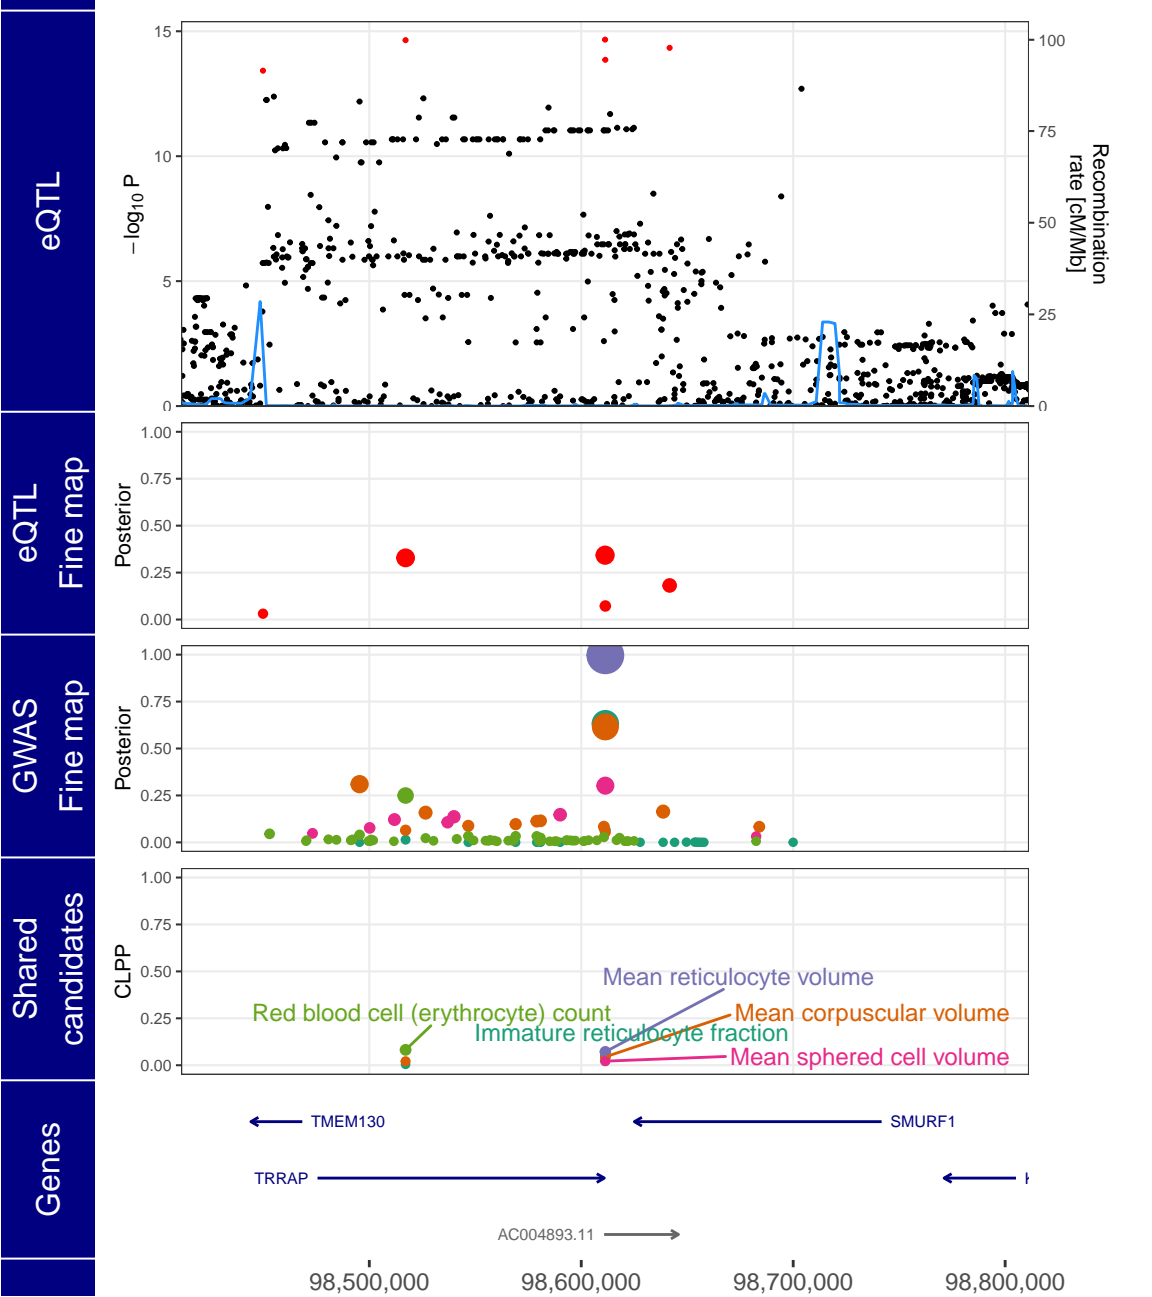 eQTL
15
10
5
0
−log10 P
100
75
50
25
0
Recombination
rate [cM/Mb]
eQTL
Fine map
Posterior
1.00
0.75
0.50
0.25
0.00
GWAS
Fine map
Posterior
1.00
0.75
0.50
0.25
0.00
Shared
candidates
CLPP
1.00
0.75
0.50
0.25
0.00
Mean reticulocyte volume
Red blood cell (erythrocyte) count
Mean corpuscular volume
Immature reticulocyte fraction
Mean sphered cell volume
Genes
TMEM130
SMURF1
TRRAP
AC004893.11
98,500,000
98,600,000
98,700,000
98,800,000